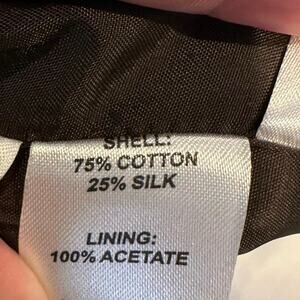 SHELL:
75% COTTON
25% SILK
LINING:
100% ACETATE